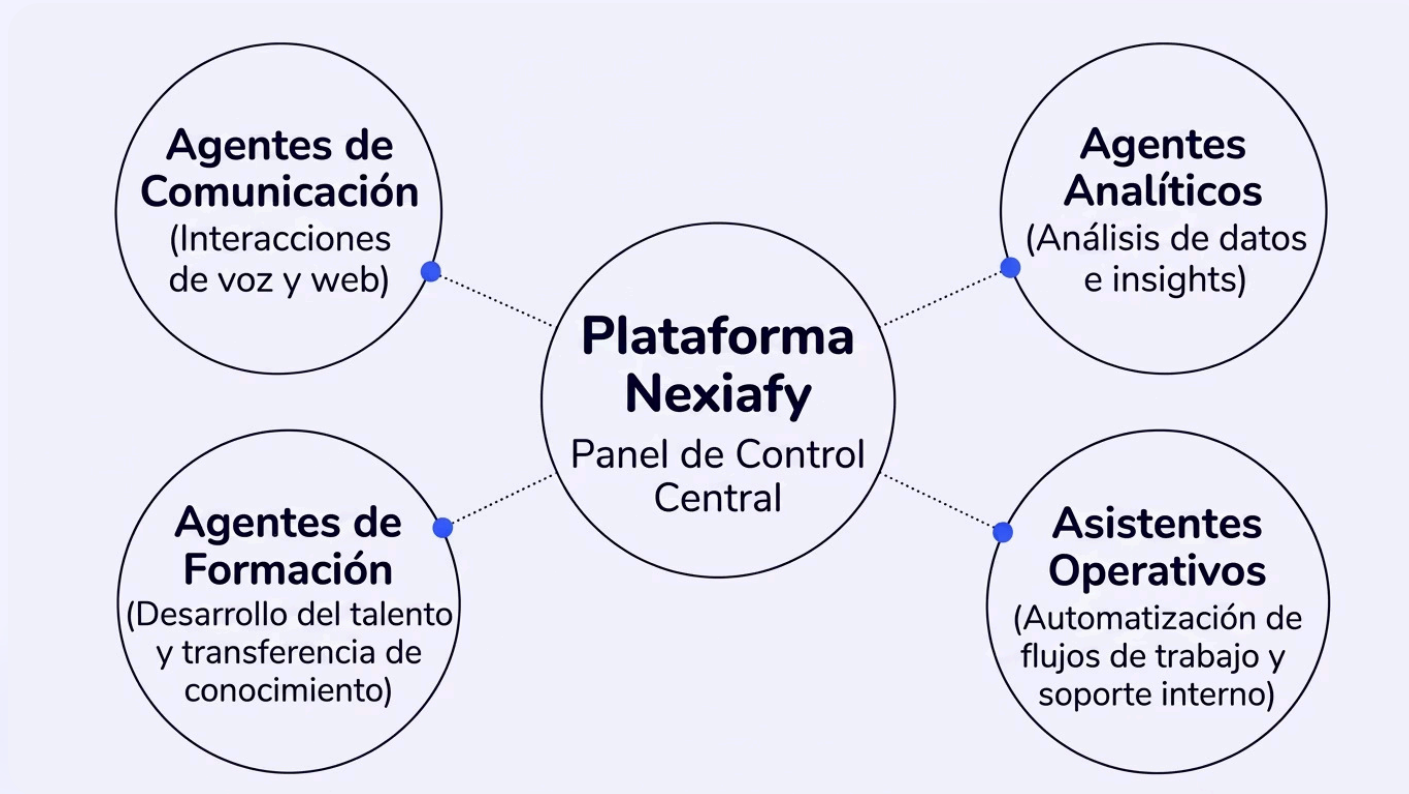 Agentes de
Comunicación
(Interacciones
de voz y web)
Agentes
Analíticos
(Análisis de datos
e insights)
Plataforma
Nexiafy
Panel de Control
Central
Agentes de
Formación
(Desarrollo del talento
y transferencia de
conocimiento)
Asistentes
Operativos
(Automatización de
flujos de trabajo y
soporte interno)